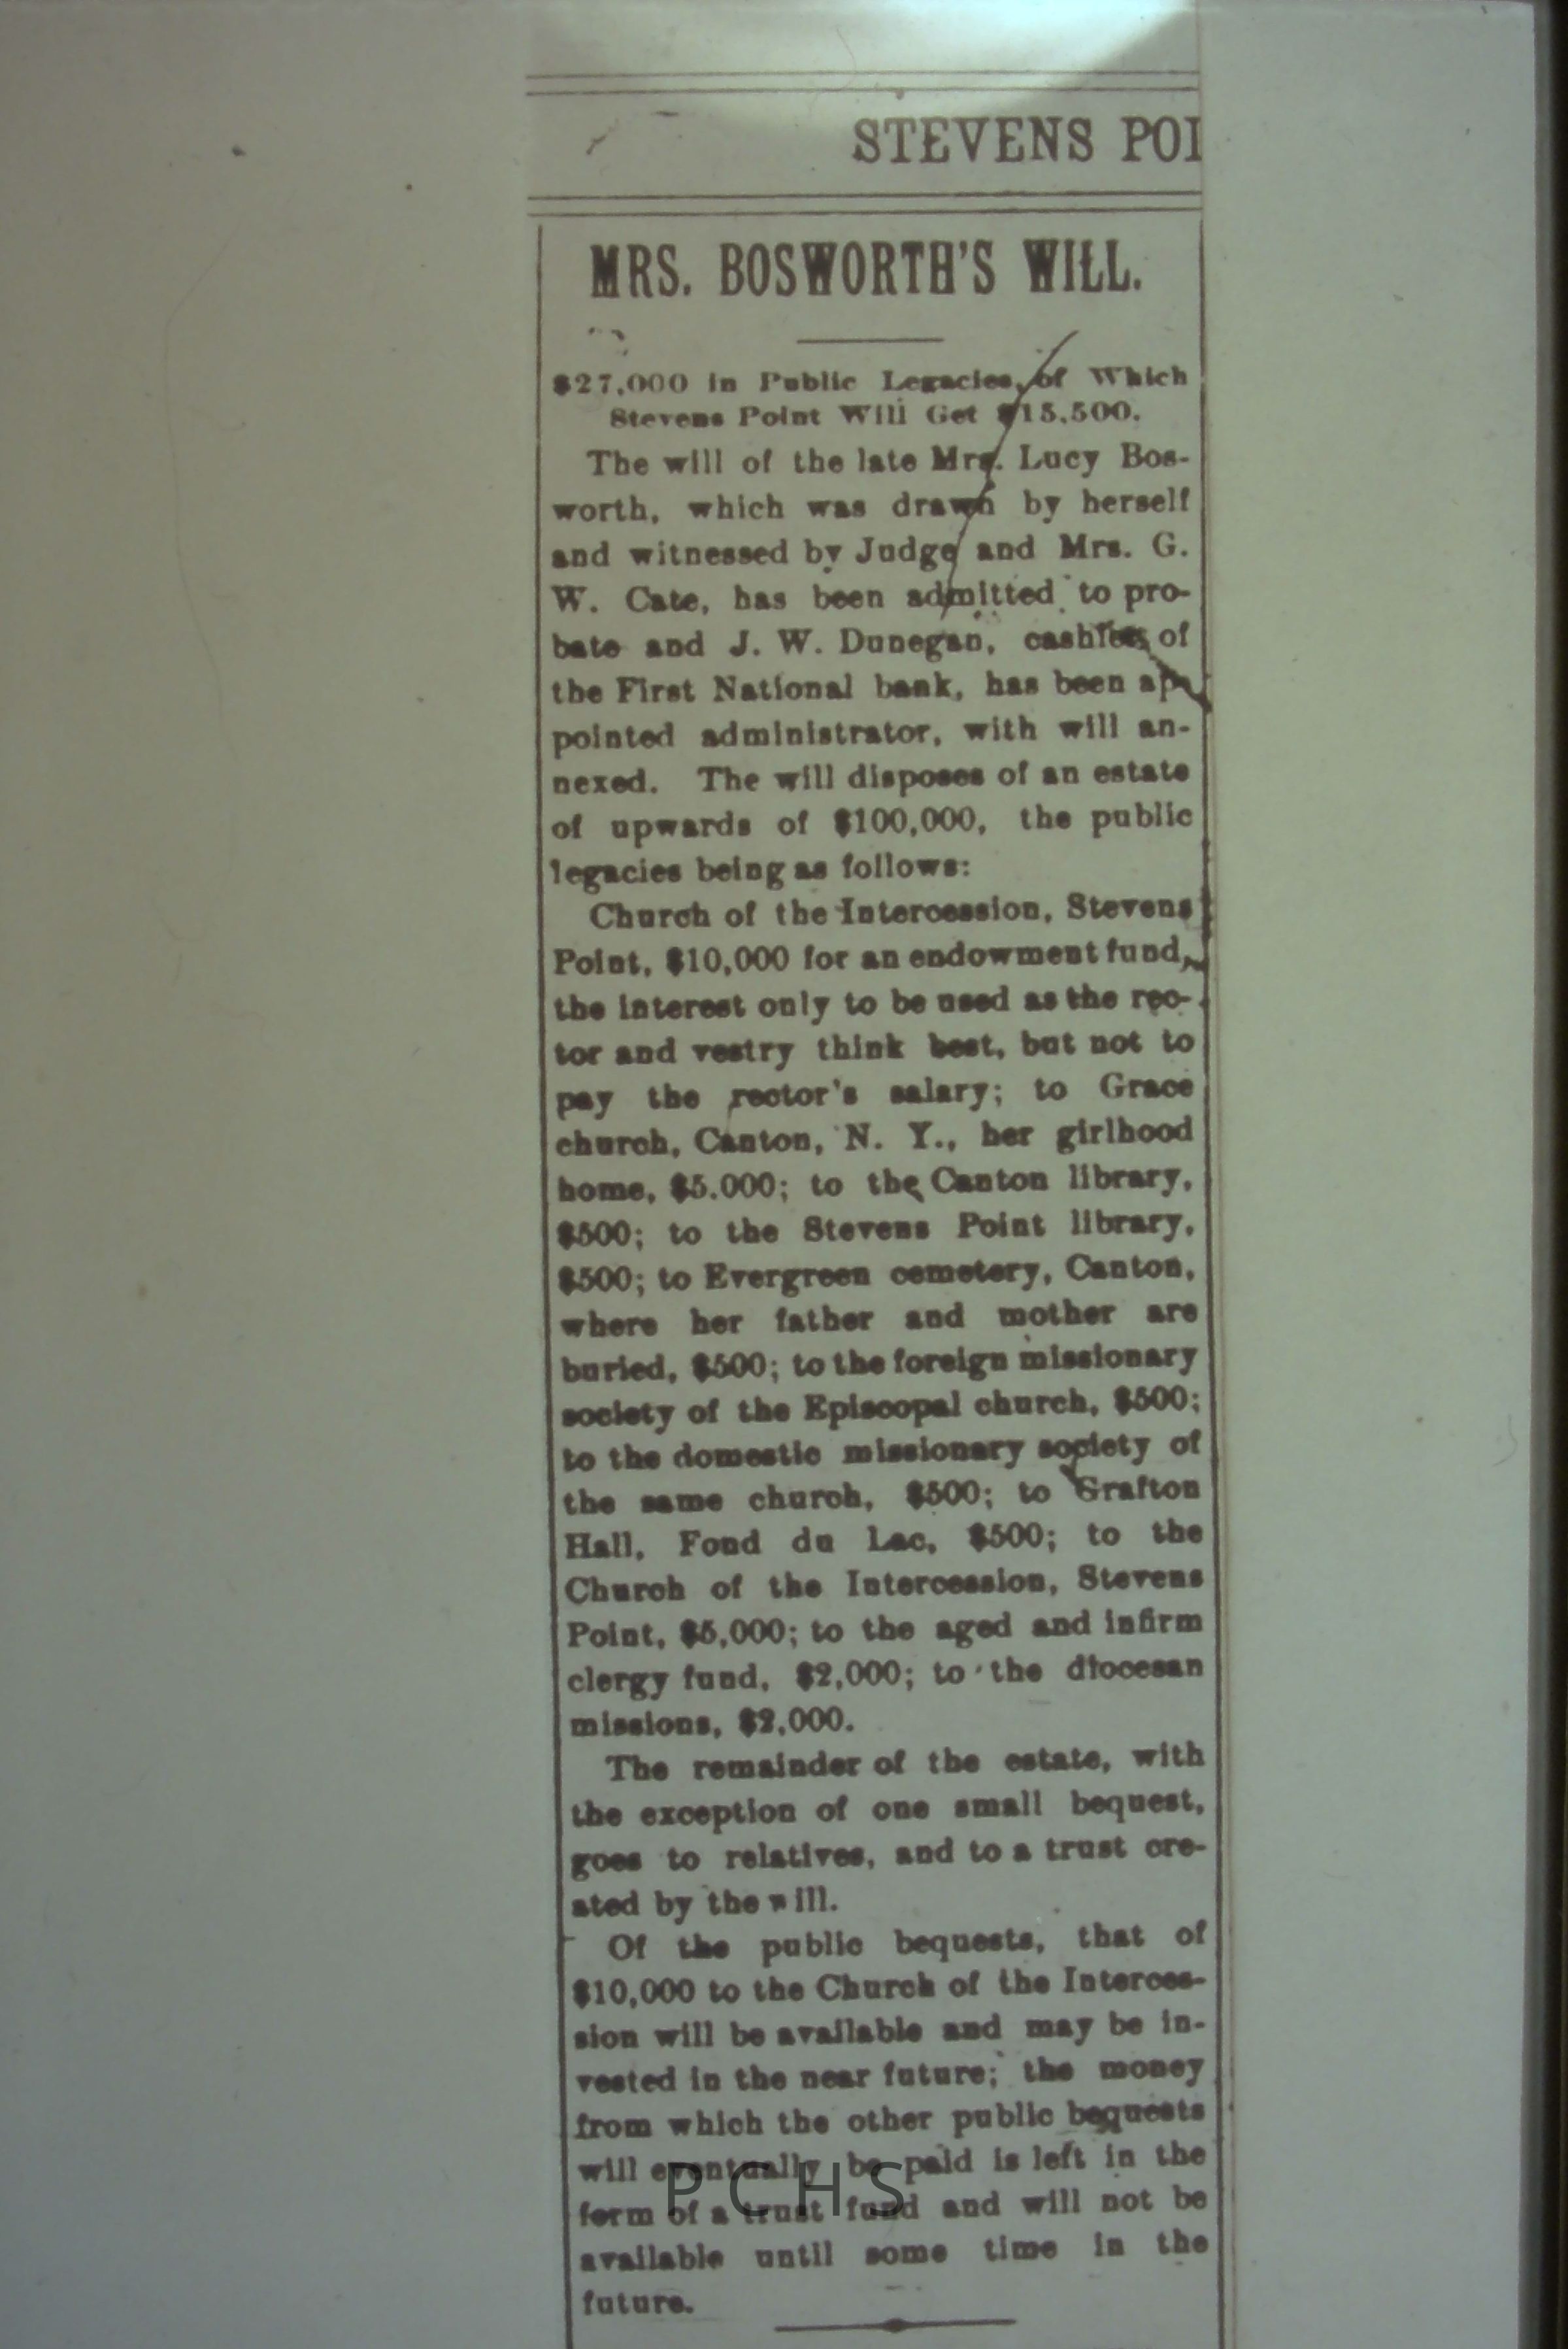 STEVENS POI
MRS. BOSWORTH'S WILL.
$27,000 in Public Legacies, of Which
Stevens Point Will Get $15,500.
The will of the late Mrs. Lucy Bos-
worth, which was drawn by herself
and witnessed by Judge and Mrs. G.
W. Cate, has been admitted to pro-
bate and J. W. Dunegan, cashier of
the First National bank, has been ap-
pointed administrator, with will an-
nexed. The will disposes of an estate
of upwards of $100,000, the public
legacies being as follows:
Church of the Intercession, Stevens
Point, $10,000 for an endowment fund,
the interest only to be used as the rec-
tor and vestry think best, but not to
pay the rector's salary; to Grace
church, Canton, N. Y., her girlhood
home, $5.000; to the Canton library,
$500; to the Stevens Point library,
$500; to Evergreen cemetery, Canton,
where her father and mother are
buried, $500; to the foreign missionary
society of the Episcopal church, $500;
to the domestic missionary society of
the same church, $500; to Grafton
Hall, Fond du Lac, $500; to the
Church of the Intercession, Stevens
Point, $5,000; to the aged and infirm
clergy fund, $2,000; to the diocesan
missions, $2,000.
The remainder of the estate, with
the exception of one small bequest,
goes to relatives, and to a trust cre-
ated by the will.
Of the public bequests, that of
$10,000 to the Church of the Interces-
sion will be available and may be in-
vested in the near future; the money
from which the other public bequests
will eventually be paid is left in the
form of a trust fund and will not be
available until some time in the
future.
PCHS